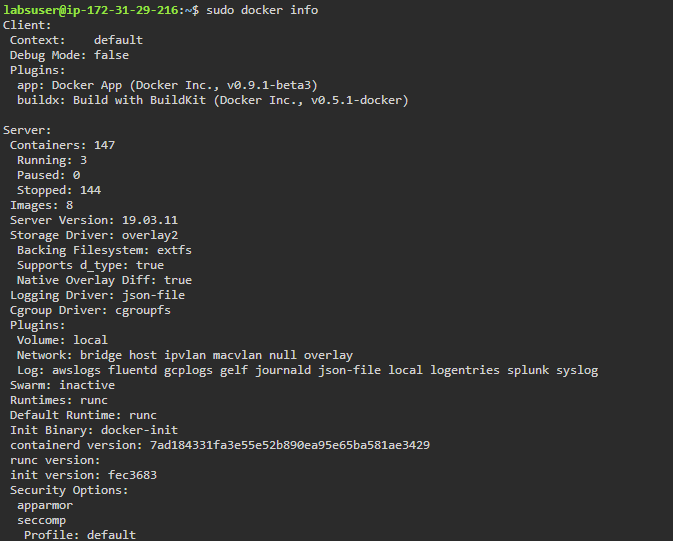 labsuser@ip-172-31-29-216:~$ sudo docker info
Client:
 Context:    default
 Debug Mode: false
 Plugins:
  app: Docker App (Docker Inc., v0.9.1-beta3)
  buildx: Build with BuildKit (Docker Inc., v0.5.1-docker)

Server:
 Containers: 147
  Running: 3
  Paused: 0
  Stopped: 144
 Images: 8
 Server Version: 19.03.11
 Storage Driver: overlay2
  Backing Filesystem: extfs
  Supports d_type: true
  Native Overlay Diff: true
 Logging Driver: json-file
 Cgroup Driver: cgroupfs
 Plugins:
  Volume: local
  Network: bridge host ipvlan macvlan null overlay
  Log: awslogs fluentd gcplogs gelf journald json-file local logentries splunk syslog
 Swarm: inactive
 Runtimes: runc
 Default Runtime: runc
 Init Binary: docker-init
 containerd version: 7ad184331fa3e55e52b890ea95e65ba581ae3429
 runc version:
 init version: fec3683
 Security Options:
  apparmor
  seccomp
   Profile: default